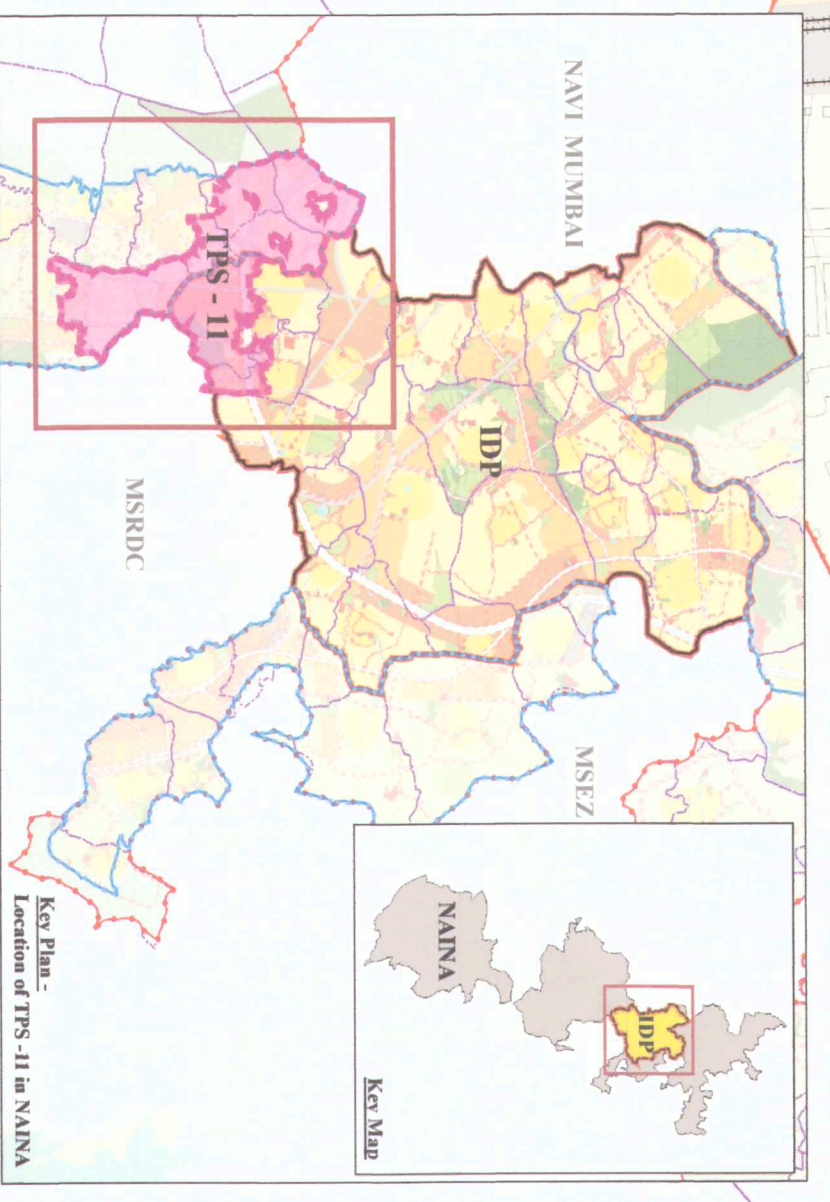 NAVI MUMBAI
IDP
TPS - 11
MSRDC
MSEZ
NAINA
IDP
Key Map
Key Plan -
Location of TPS -11 in NAINA